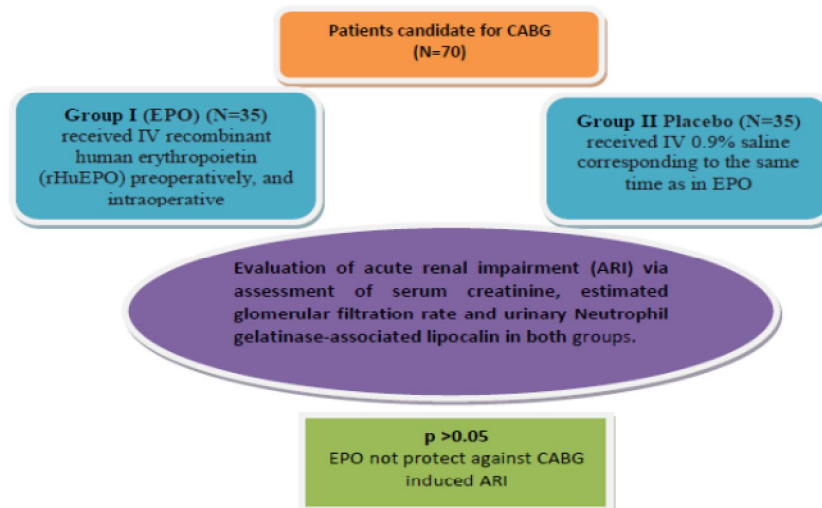 Patients candidate for CABG
(N=70)
Group I (EPO) (N=35)
received IV recombinant
human erythropoietin
(rHuEPO) preoperatively, and
intraoperative
Group II Placebo (N=35)
received IV 0.9% saline
corresponding to the same
time as in EPO
Evaluation of acute renal impairment (ARI) via
assessment of serum creatinine, estimated
glomerular filtration rate and urinary Neutrophil
gelatinase-associated lipocalin in both groups.
p >0.05
EPO not protect against CABG
induced ARI